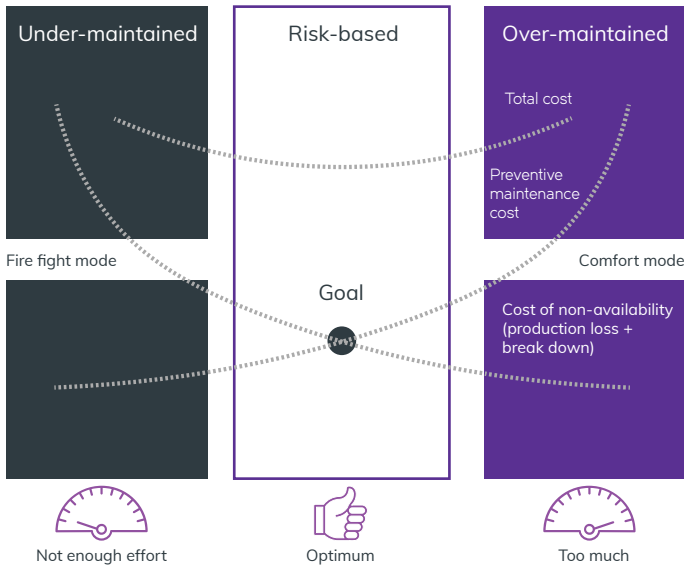 Under-maintained
Risk-based
Over-maintained
Total cost
Preventive
maintenance
cost
Fire fight mode
Comfort mode
Goal
Cost of non-availability
(production loss +
break down)
Not enough effort
Optimum
Too much